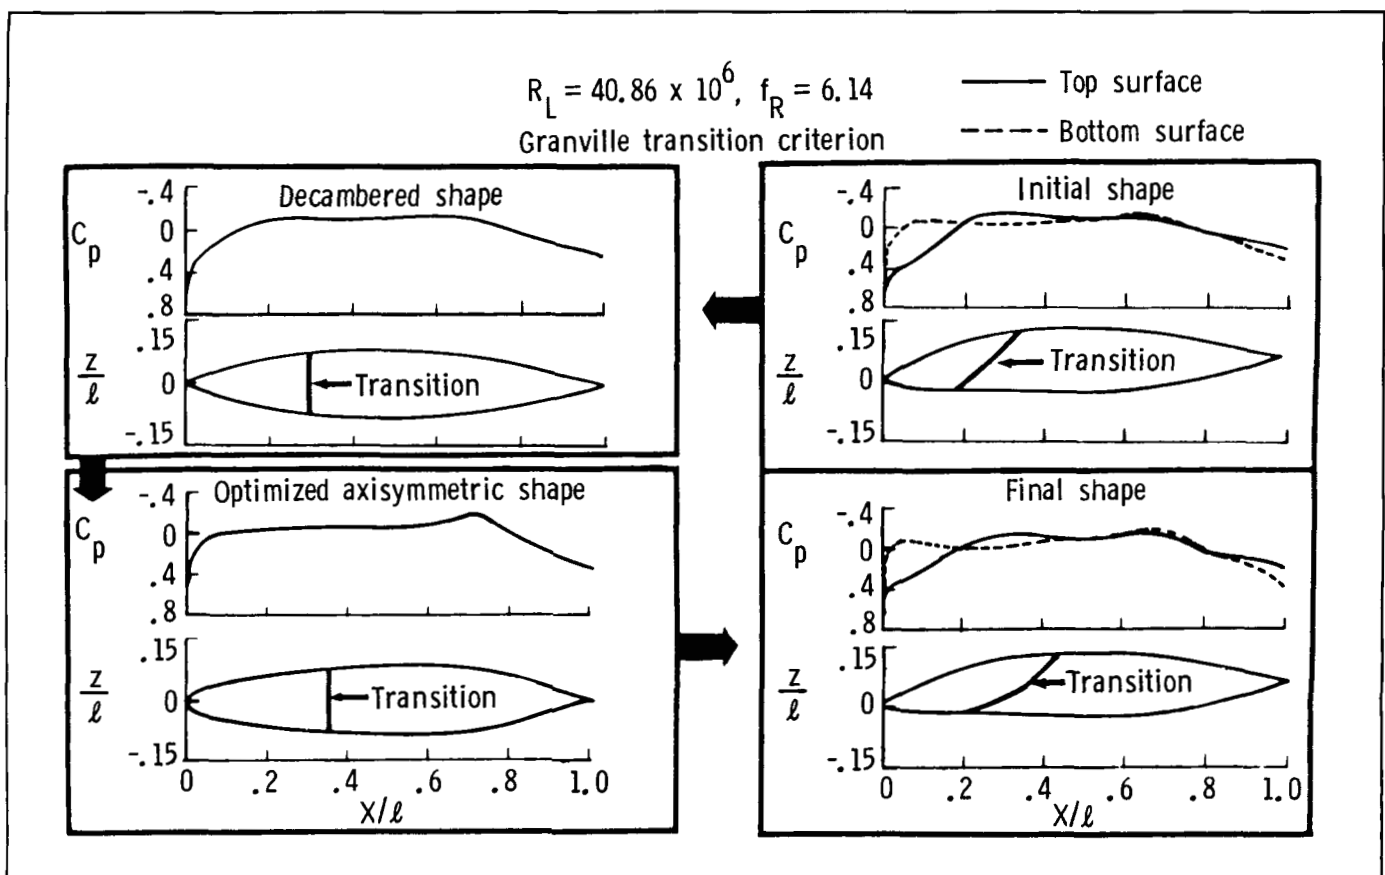 R_L = 40.86 x 10^6, f_R = 6.14
Granville transition criterion
Top surface
Bottom surface
Decambered shape
-.4
0
.4
.8
C_p
.15
0
-.15
z/ℓ
Transition
Initial shape
-.4
0
.4
.8
C_p
.15
0
-.15
z/ℓ
Transition
Optimized axisymmetric shape
-.4
0
.4
.8
C_p
.15
0
-.15
z/ℓ
Transition
0 .2 .4 .6 .8 1.0
X/ℓ
Final shape
-.4
0
.4
.8
C_p
.15
0
-.15
z/ℓ
Transition
0 .2 .4 .6 .8 1.0
X/ℓ